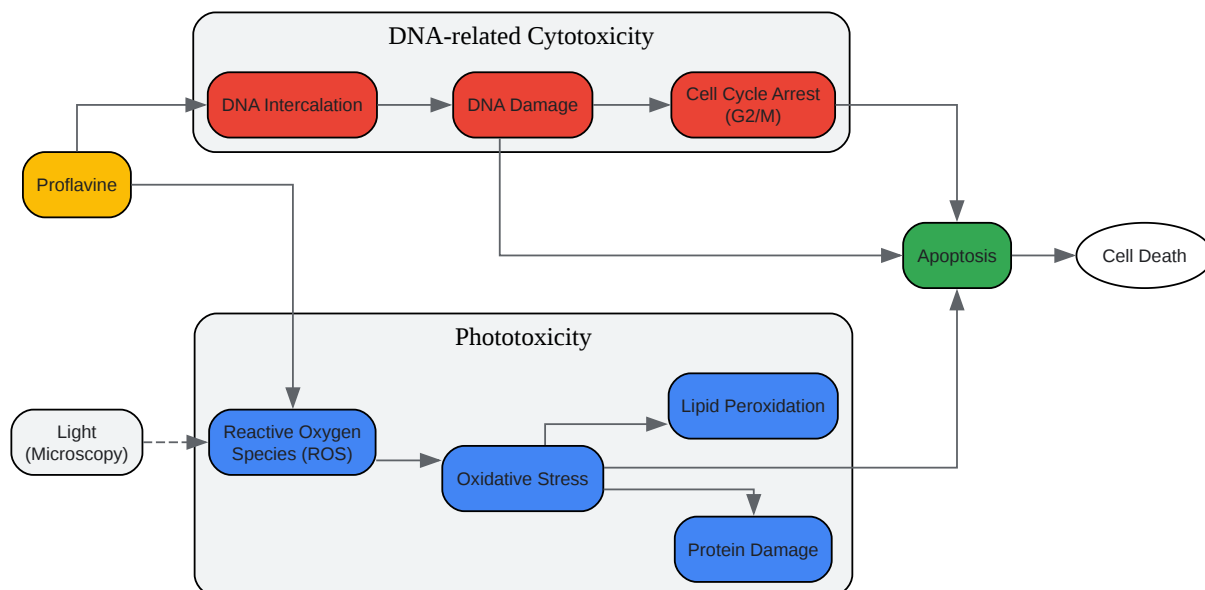 DNA-related Cytotoxicity
DNA Intercalation
DNA Damage
Cell Cycle Arrest
(G2/M)
Proflavine
Apoptosis
Cell Death
Phototoxicity
Lipid Peroxidation
Light
(Microscopy)
Reactive Oxygen
Species (ROS)
Oxidative Stress
Protein Damage